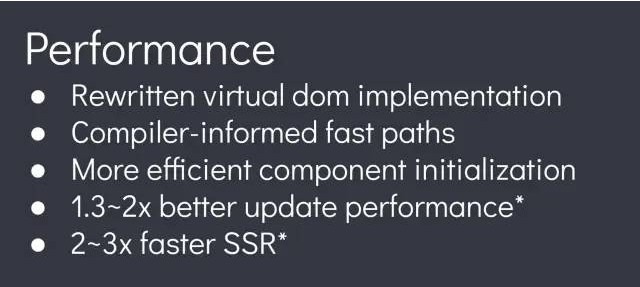 Performance
● Rewritten virtual dom implementation
● Compiler-informed fast paths
● More efficient component initialization
● 1.3~2x better update performance*
● 2~3x faster SSR*